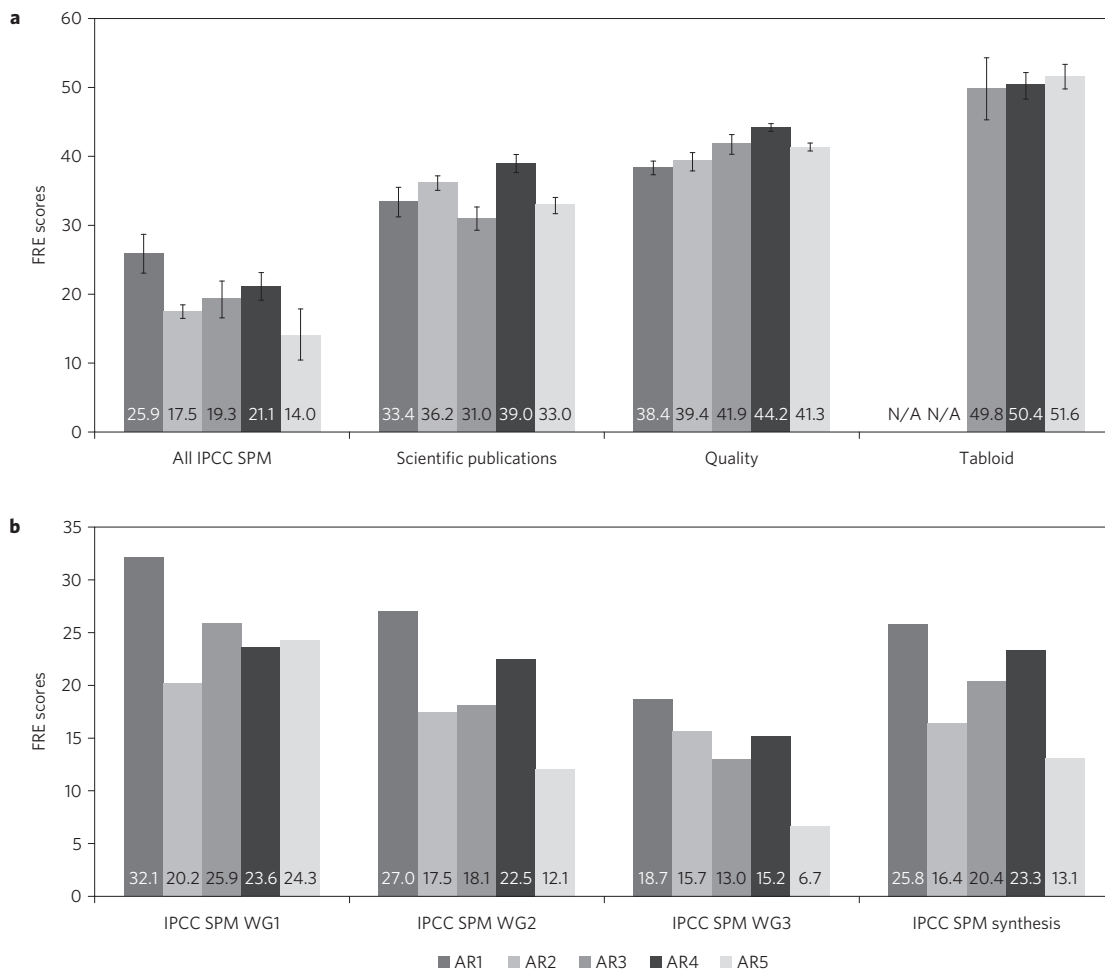 a
60
50
40
30
20
10
0
FRE scores
25.9 17.5 19.3 21.1 14.0
33.4 36.2 31.0 39.0 33.0
38.4 39.4 41.9 44.2 41.3
N/A N/A 49.8 50.4 51.6
All IPCC SPM
Scientific publications
Quality
Tabloid
b
35
30
25
20
15
10
5
0
FRE scores
32.1 20.2 25.9 23.6 24.3
27.0 17.5 18.1 22.5 12.1
18.7 15.7 13.0 15.2 6.7
25.8 16.4 20.4 23.3 13.1
IPCC SPM WG1
IPCC SPM WG2
IPCC SPM WG3
IPCC SPM synthesis
AR1 AR2 AR3 AR4 AR5